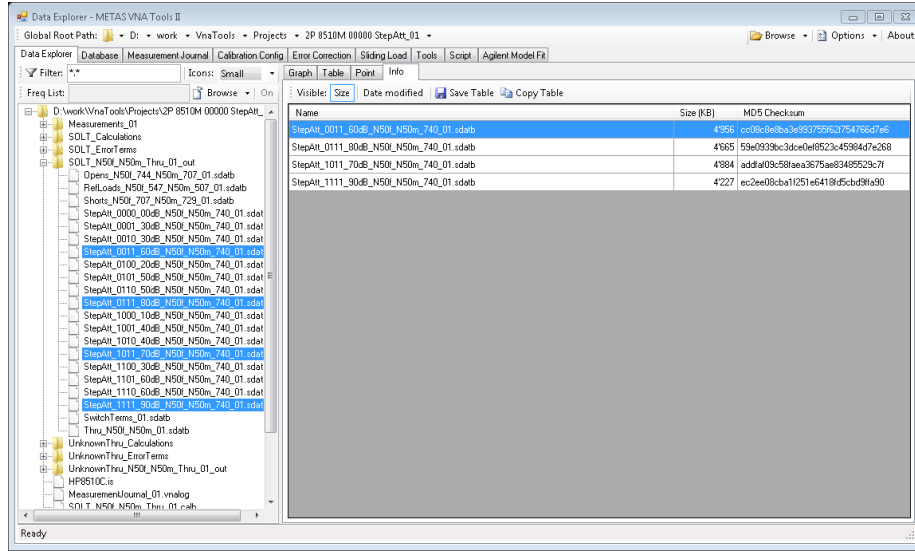 Data Explorer - METAS VNA Tools II
Global Root Path: D: work VnaTools Projects 2P 8510M 00000 StepAtt_01 Browse Options About
Data Explorer Database Measurement Journal Calibration Config Error Correction Sliding Load Tools Script Agilent Model Fit
Filter: *.* Icons: Small
Graph Table Point Info
Freq List: Browse On
Visible: Size Date modified Save Table Copy Table
D:\work\VnaTools\Projects\2P 8510M 00000 StepAtt_
Measurements_01
SOLT_Calculations
SOLT_ErrorTerms
SOLT_N50f_N50m_Thru_01_out
Opens_N50f_744_N50m_707_01.sdatb
RefLoads_N50f_547_N50m_507_01.sdatb
Shorts_N50f_707_N50m_729_01.sdatb
StepAtt_0000_00dB_N50f_N50m_740_01.sdat
StepAtt_0001_30dB_N50f_N50m_740_01.sdat
StepAtt_0010_30dB_N50f_N50m_740_01.sdat
StepAtt_0011_60dB_N50f_N50m_740_01.sdat
StepAtt_0100_20dB_N50f_N50m_740_01.sdat
StepAtt_0101_50dB_N50f_N50m_740_01.sdat
StepAtt_0110_50dB_N50f_N50m_740_01.sdat
StepAtt_0111_80dB_N50f_N50m_740_01.sdat
StepAtt_1000_10dB_N50f_N50m_740_01.sdat
StepAtt_1001_40dB_N50f_N50m_740_01.sdat
StepAtt_1010_40dB_N50f_N50m_740_01.sdat
StepAtt_1011_70dB_N50f_N50m_740_01.sdat
StepAtt_1100_30dB_N50f_N50m_740_01.sdat
StepAtt_1101_60dB_N50f_N50m_740_01.sdat
StepAtt_1110_60dB_N50f_N50m_740_01.sdat
StepAtt_1111_90dB_N50f_N50m_740_01.sdat
SwitchTerms_01.sdatb
Thru_N50f_N50m_01.sdatb
UnknownThru_Calculations
UnknownThru_ErrorTerms
UnknownThru_N50f_N50m_Thru_01_out
HP8510C.is
MeasurementJournal_01.vnalog
SOLT_N50f_N50m_Thru_01.calb
Name Size (KB) MD5 Checksum
StepAtt_0011_60dB_N50f_N50m_740_01.sdatb 4'956 cc08c8e8ba3e993755f62f754766d7e6
StepAtt_0111_80dB_N50f_N50m_740_01.sdatb 4'665 59e0939bc3dce0ef8523c45984d7e268
StepAtt_1011_70dB_N50f_N50m_740_01.sdatb 4'884 addfaf09c58faea3675ae83485529c7f
StepAtt_1111_90dB_N50f_N50m_740_01.sdatb 4'227 ec2ee08cba1f251e6418fd5cbd9ffa90
Ready